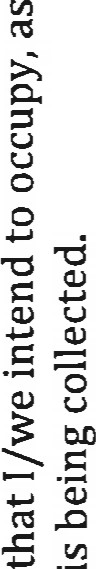 that I/we intend to occupy, as
is being collected.